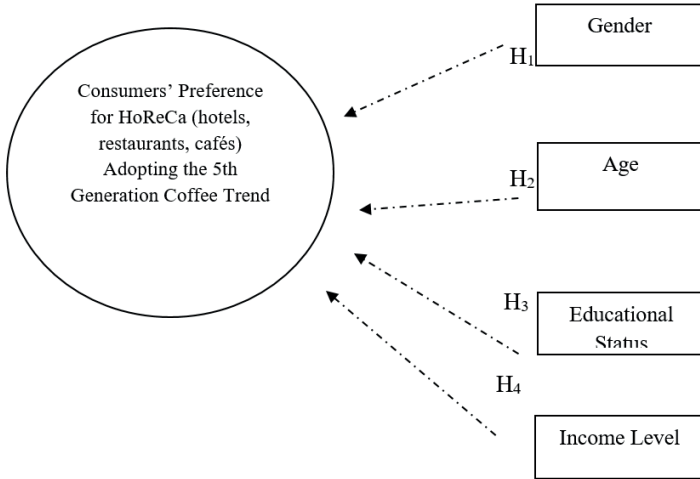 Consumers’ Preference
for HoReCa (hotels,
restaurants, cafés)
Adopting the 5th
Generation Coffee Trend
H₁
Gender
H₂
Age
H₃
Educational
Status
H₄
Income Level